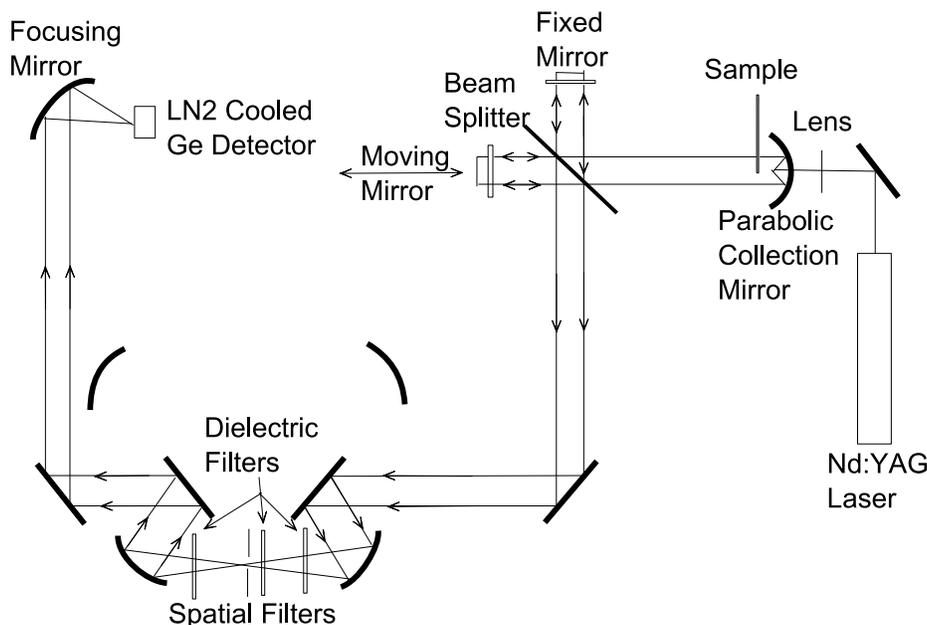 Focusing
Mirror
LN2 Cooled
Ge Detector
Fixed
Mirror
Beam
Splitter
Moving
Mirror
Sample
Lens
Parabolic
Collection
Mirror
Nd:YAG
Laser
Dielectric
Filters
Spatial Filters